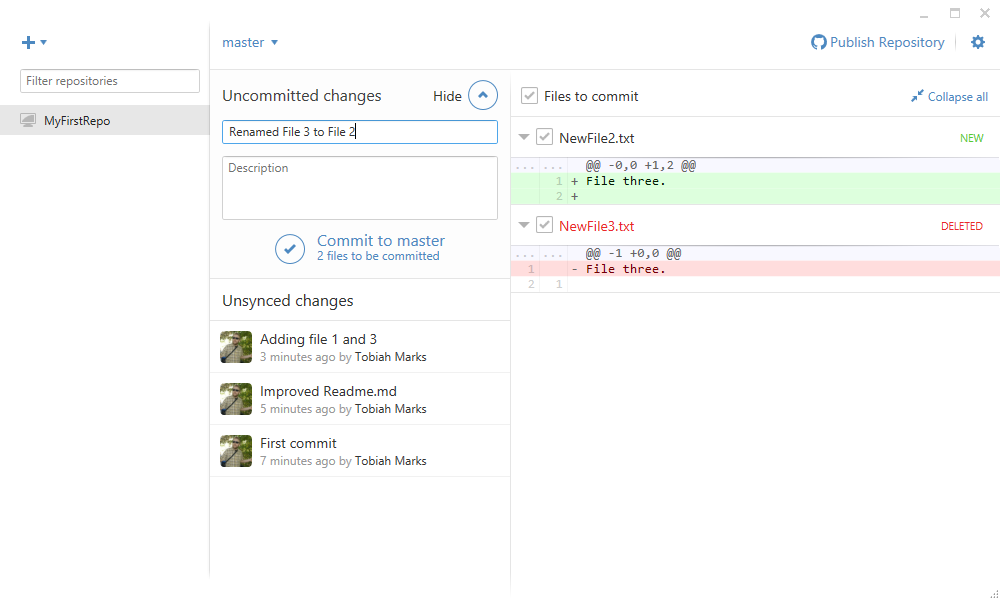 master
Publish Repository
Filter repositories
MyFirstRepo
Uncommitted changes
Hide
Renamed File 3 to File 2
Description
Commit to master
2 files to be committed
Unsynced changes
Adding file 1 and 3
3 minutes ago by Tobiah Marks
Improved Readme.md
5 minutes ago by Tobiah Marks
First commit
7 minutes ago by Tobiah Marks
Files to commit
Collapse all
NewFile2.txt
NEW
... ... @@ -0,0 +1,2 @@
1 + File three.
2 +
NewFile3.txt
DELETED
... ... @@ -1 +0,0 @@
1 - File three.
2 1